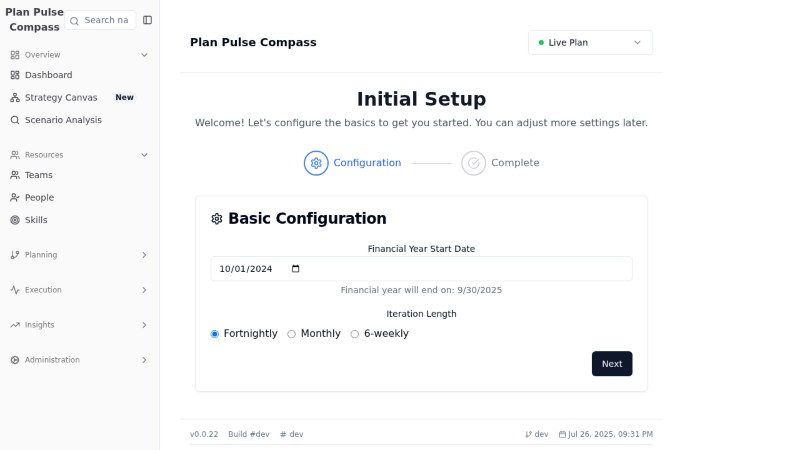 Plan Pulse
Compass
Search na
Overview
Dashboard
Strategy Canvas New
Scenario Analysis
Resources
Teams
People
Skills
Planning
Execution
Insights
Administration
Plan Pulse Compass
Live Plan
Initial Setup
Welcome! Let's configure the basics to get you started. You can adjust more settings later.
Configuration
Complete
Basic Configuration
Financial Year Start Date
10/01/2024
Financial year will end on: 9/30/2025
Iteration Length
Fortnightly Monthly 6-weekly
Next
v0.0.22 Build #dev # dev
dev Jul 26, 2025, 09:31 PM